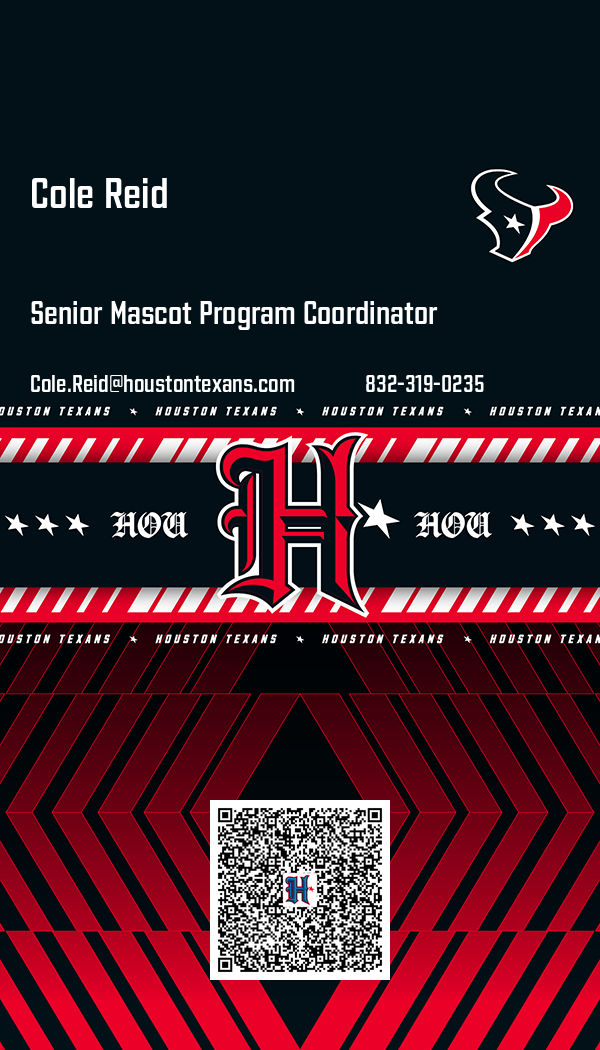 Cole Reid
Senior Mascot Program Coordinator
Cole.Reid@houstontexans.com 832-319-0235
OUSTON TEXANS HOUSTON TEXANS HOUSTON TEXANS HOUSTON TEXAN
HOU H HOU
OUSTON TEXANS HOUSTON TEXANS HOUSTON TEXANS HOUSTON TEXAN
H